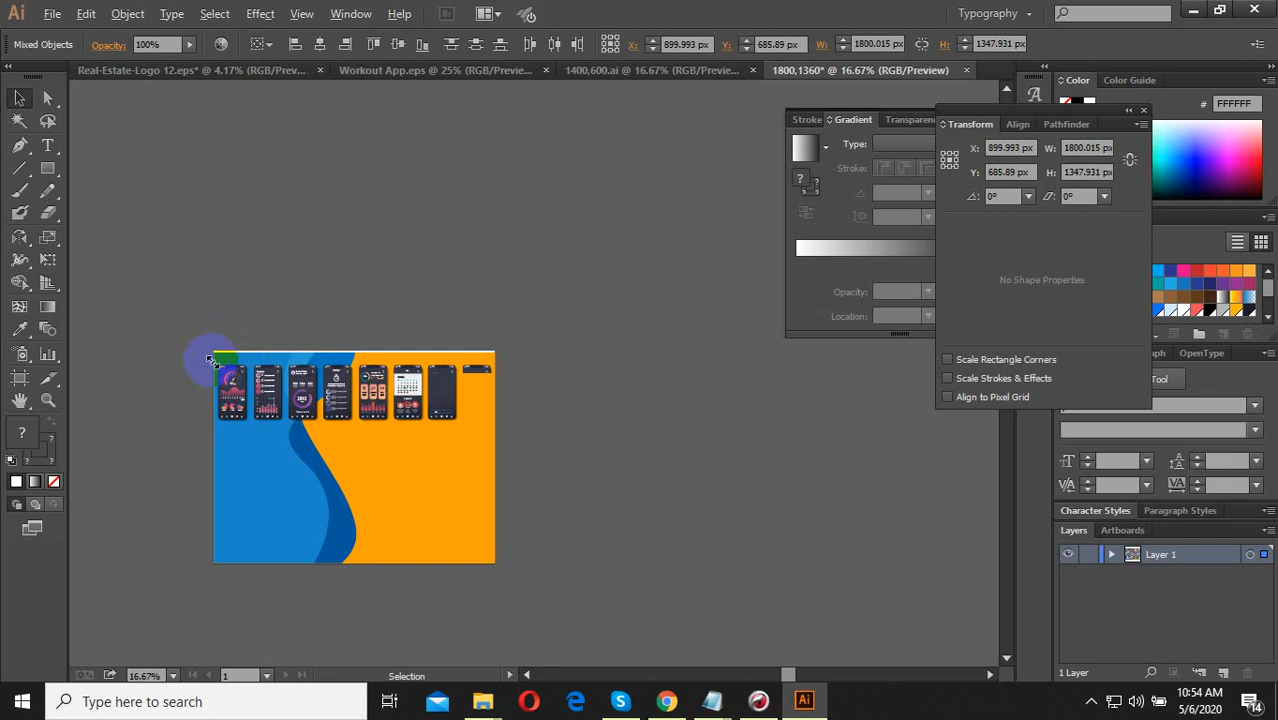 Ai File Edit Object Type Select Effect View Window Help Br Typography
Mixed Objects Opacity: 100% X: 899.993 px Y: 685.89 px W: 1800.015 px H: 1347.931 px
Real-Estate-Logo 12.eps* @ 4.17% (RGB/Prev... × Workout App.eps @ 25% (RGB/Preview... × 1400,600.ai @ 16.67% (RGB/Preview... × 1800,1360* @ 16.67% (RGB/Preview) ×
Color Color Guide
# FFFFFF
Stroke Gradient Transparen
Transform Align Pathfinder
Type:
X: 899.993 px W: 1800.015 px
Stroke:
Y: 685.89 px H: 1347.931 px
0° 0°
No Shape Properties
Opacity:
Location:
Scale Rectangle Corners
OpenType
Scale Strokes & Effects
Tool
Align to Pixel Grid
Character Styles Paragraph Styles
Layers Artboards
Layer 1
16.67% 1 Selection
1 Layer
Type here to search
10:54 AM
5/6/2020
14